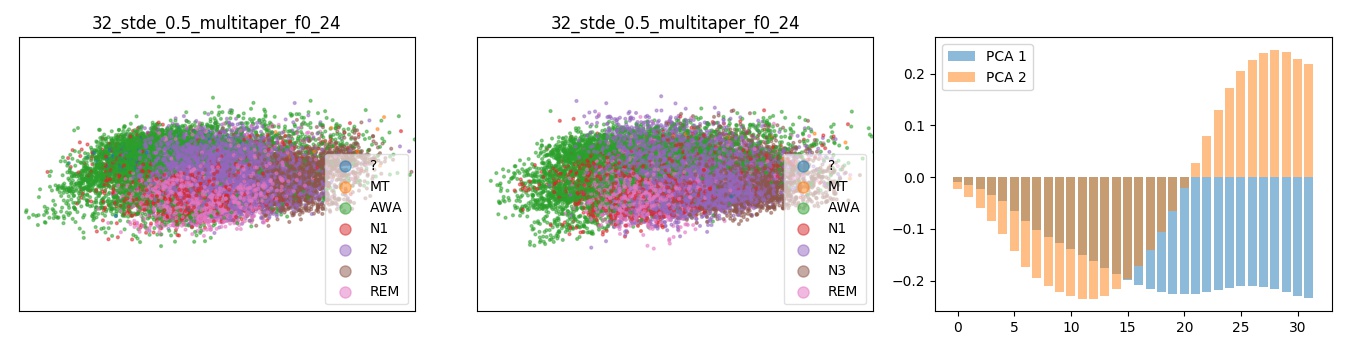 32_stde_0.5_multitaper_f0_24
?
MT
AWA
N1
N2
N3
REM
32_stde_0.5_multitaper_f0_24
?
MT
AWA
N1
N2
N3
REM
PCA 1
PCA 2
0.2
0.1
0.0
−0.1
−0.2
0 5 10 15 20 25 30